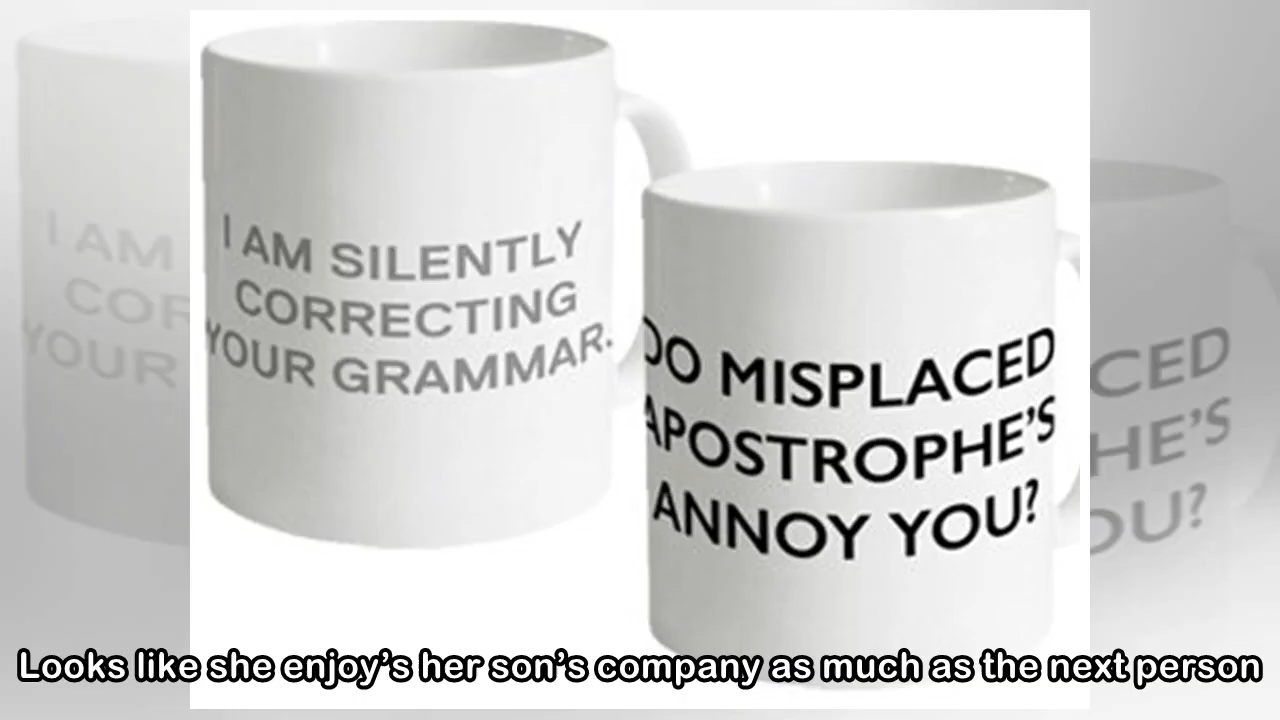 I AM SILENTLY
CORRECTING
YOUR GRAMMAR.
DO MISPLACED
APOSTROPHE’S
ANNOY YOU?
Looks like she enjoy’s her son’s company as much as the next person